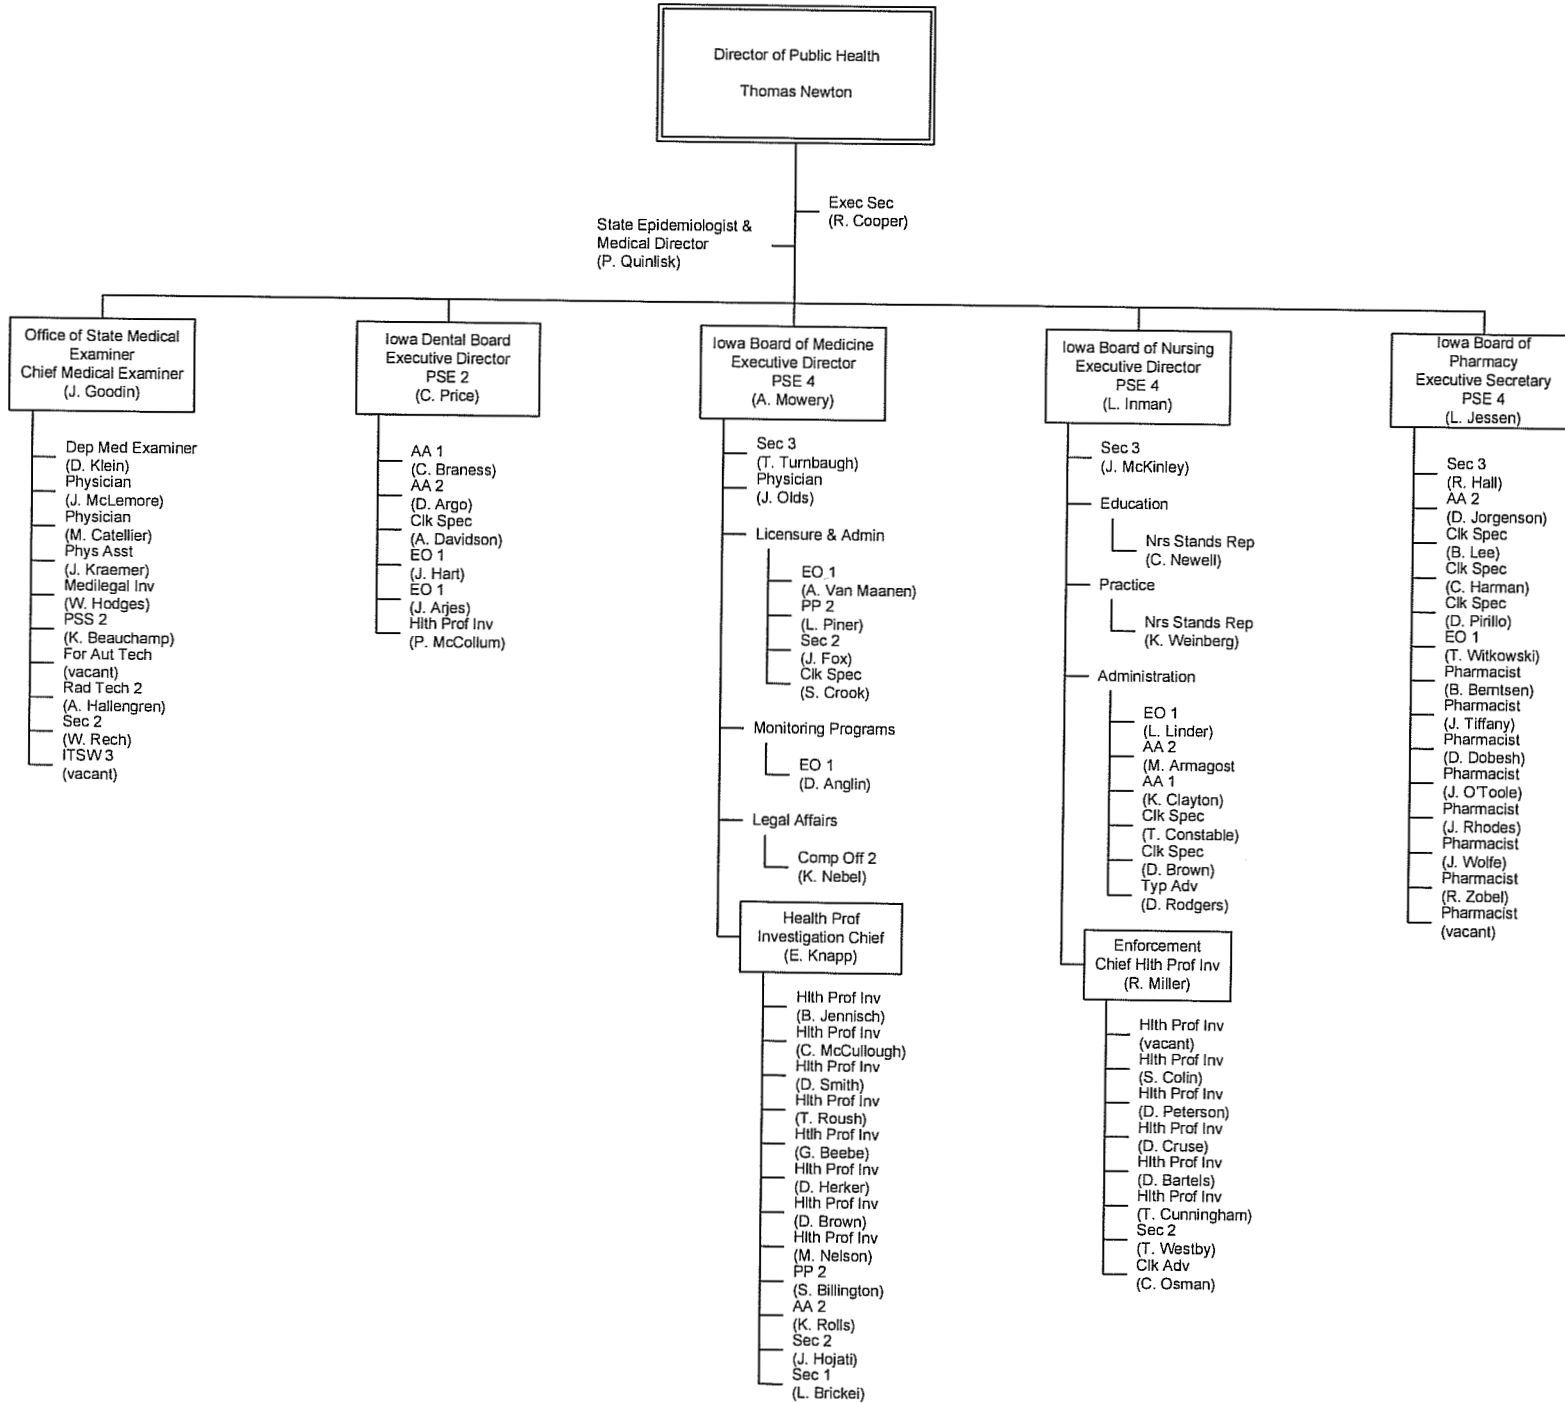 Director of Public Health
Thomas Newton
Exec Sec
(R. Cooper)
State Epidemiologist &
Medical Director
(P. Quinlisk)
Office of State Medical
Examiner
Chief Medical Examiner
(J. Goodin)
Dep Med Examiner
(D. Klein)
Physician
(J. McLemore)
Physician
(M. Catellier)
Phys Asst
(J. Kraemer)
Medilegal Inv
(W. Hodges)
PSS 2
(K. Beauchamp)
For Aut Tech
(vacant)
Rad Tech 2
(A. Hallengren)
Sec 2
(W. Rech)
ITSW 3
(vacant)
Iowa Dental Board
Executive Director
PSE 2
(C. Price)
AA 1
(C. Braness)
AA 2
(D. Argo)
Clk Spec
(A. Davidson)
EO 1
(J. Hart)
EO 1
(J. Arjes)
Hlth Prof Inv
(P. McCollum)
Iowa Board of Medicine
Executive Director
PSE 4
(A. Mowery)
Sec 3
(T. Turnbaugh)
Physician
(J. Olds)
Licensure & Admin
EO 1
(A. Van Maanen)
PP 2
(L. Piner)
Sec 2
(J. Fox)
Clk Spec
(S. Crook)
Monitoring Programs
EO 1
(D. Anglin)
Legal Affairs
Comp Off 2
(K. Nebel)
Health Prof
Investigation Chief
(E. Knapp)
Hlth Prof Inv
(B. Jennisch)
Hlth Prof Inv
(C. McCullough)
Hlth Prof Inv
(D. Smith)
Hlth Prof Inv
(T. Roush)
Htlh Prof Inv
(G. Beebe)
Hlth Prof Inv
(D. Herker)
Hlth Prof Inv
(D. Brown)
Hlth Prof Inv
(M. Nelson)
PP 2
(S. Billington)
AA 2
(K. Rolls)
Sec 2
(J. Hojati)
Sec 1
(L. Brickei)
Iowa Board of Nursing
Executive Director
PSE 4
(L. Inman)
Sec 3
(J. McKinley)
Education
Nrs Stands Rep
(C. Newell)
Practice
Nrs Stands Rep
(K. Weinberg)
Administration
EO 1
(L. Linder)
AA 2
(M. Armagost
AA 1
(K. Clayton)
Clk Spec
(T. Constable)
Clk Spec
(D. Brown)
Typ Adv
(D. Rodgers)
Enforcement
Chief Hlth Prof Inv
(R. Miller)
Hlth Prof Inv
(vacant)
Hlth Prof Inv
(S. Colin)
Hlth Prof Inv
(D. Peterson)
Hlth Prof Inv
(D. Cruse)
Hlth Prof Inv
(D. Bartels)
Hlth Prof Inv
(T. Cunningham)
Sec 2
(T. Westby)
Clk Adv
(C. Osman)
Iowa Board of
Pharmacy
Executive Secretary
PSE 4
(L. Jessen)
Sec 3
(R. Hall)
AA 2
(D. Jorgenson)
Clk Spec
(B. Lee)
Clk Spec
(C. Harman)
Clk Spec
(D. Pirillo)
EO 1
(T. Witkowski)
Pharmacist
(B. Berntsen)
Pharmacist
(J. Tiffany)
Pharmacist
(D. Dobesh)
Pharmacist
(J. O'Toole)
Pharmacist
(J. Rhodes)
Pharmacist
(J. Wolfe)
Pharmacist
(R. Zobel)
Pharmacist
(vacant)